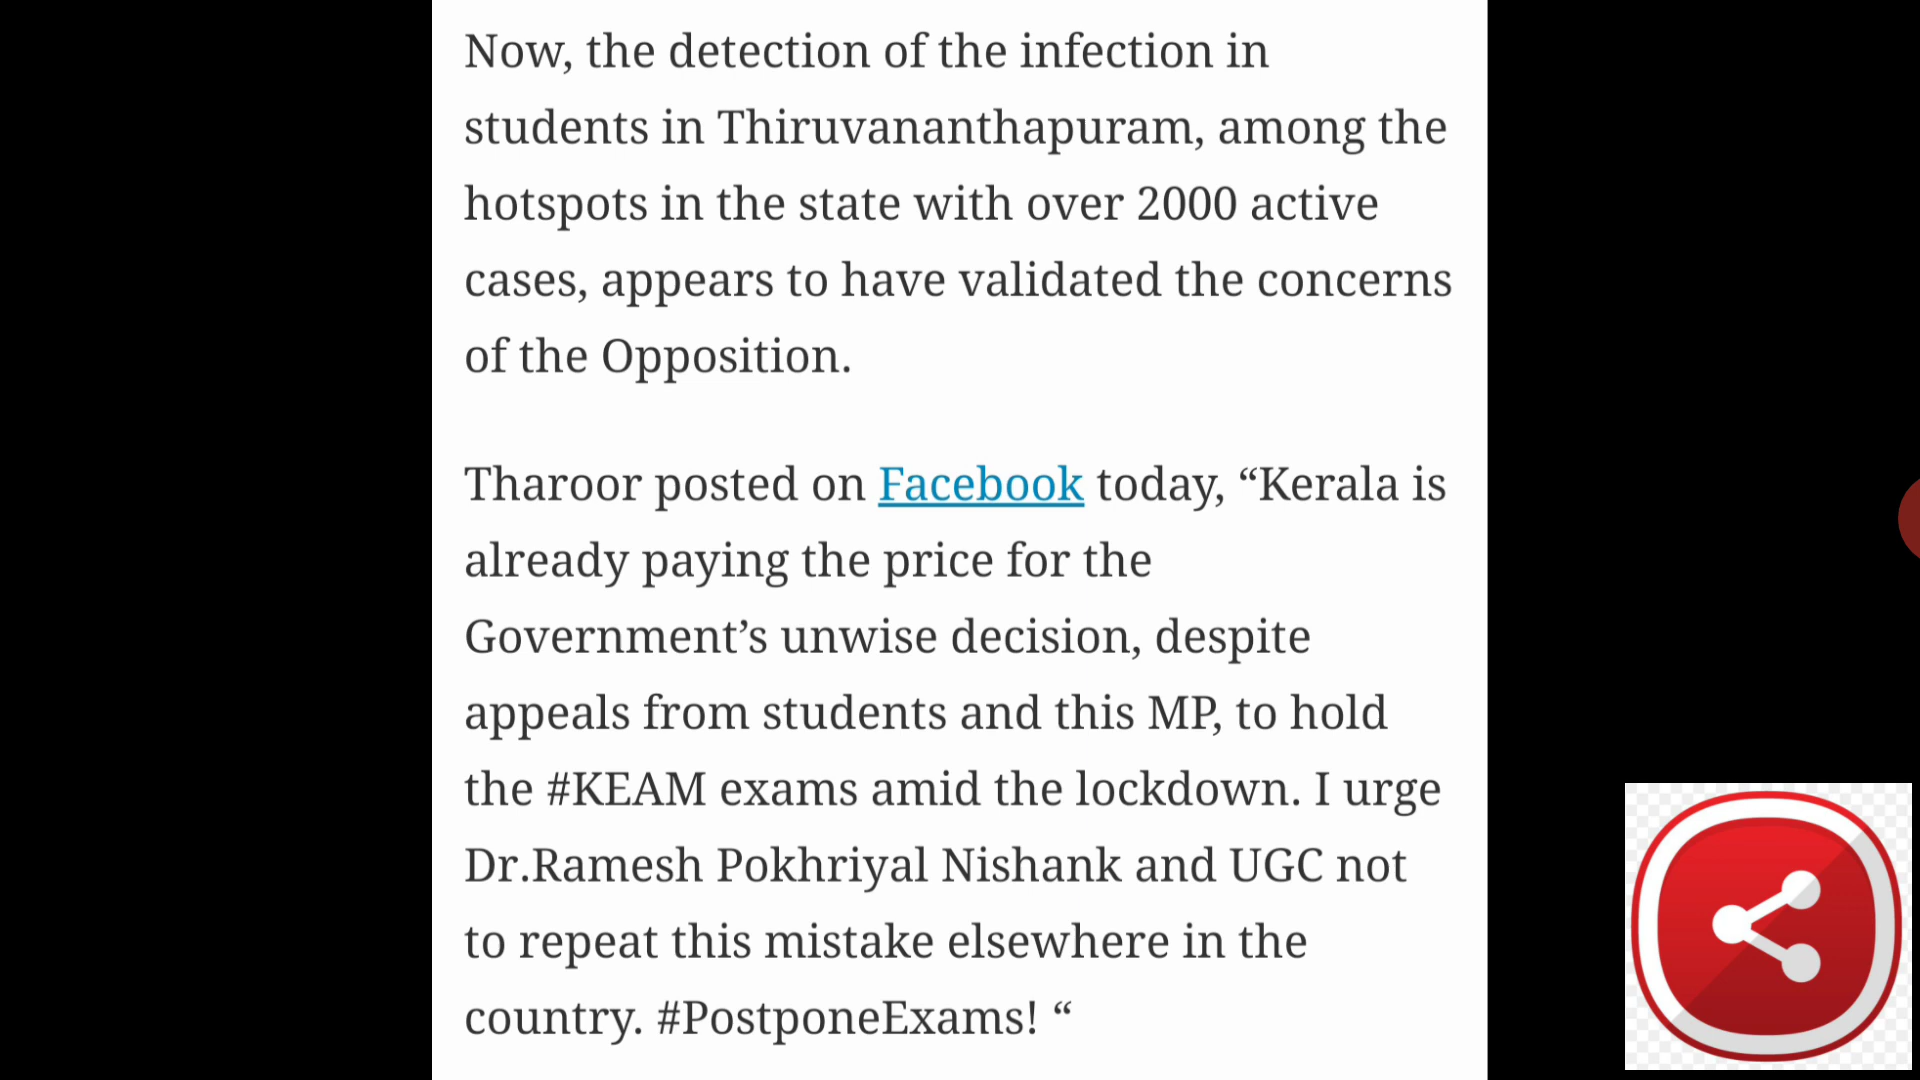 Now, the detection of the infection in
students in Thiruvananthapuram, among the
hotspots in the state with over 2000 active
cases, appears to have validated the concerns
of the Opposition.
Tharoor posted on Facebook today, “Kerala is
already paying the price for the
Government’s unwise decision, despite
appeals from students and this MP, to hold
the #KEAM exams amid the lockdown. I urge
Dr.Ramesh Pokhriyal Nishank and UGC not
to repeat this mistake elsewhere in the
country. #PostponeExams! “